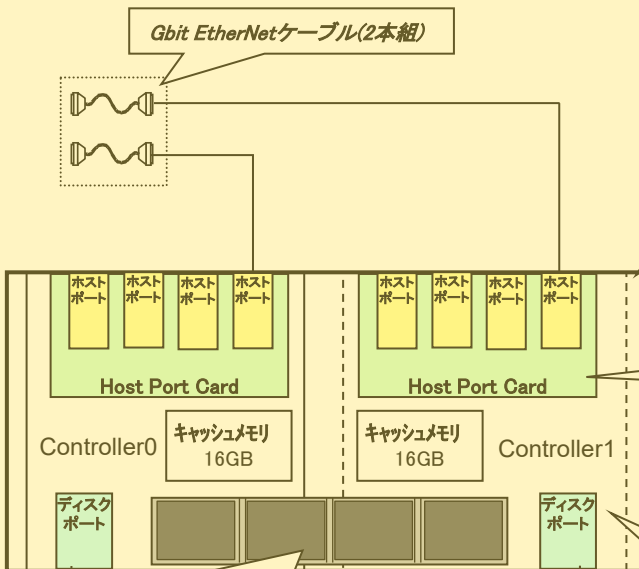 Gbit EtherNetケーブル(2本組)
ホスト
ポート
ホスト
ポート
ホスト
ポート
ホスト
ポート
ホスト
ポート
ホスト
ポート
ホスト
ポート
ホスト
ポート
Host Port Card
Host Port Card
キャッシュメモリ
16GB
キャッシュメモリ
16GB
Controller0
Controller1
ディスク
ポート
ディスク
ポート